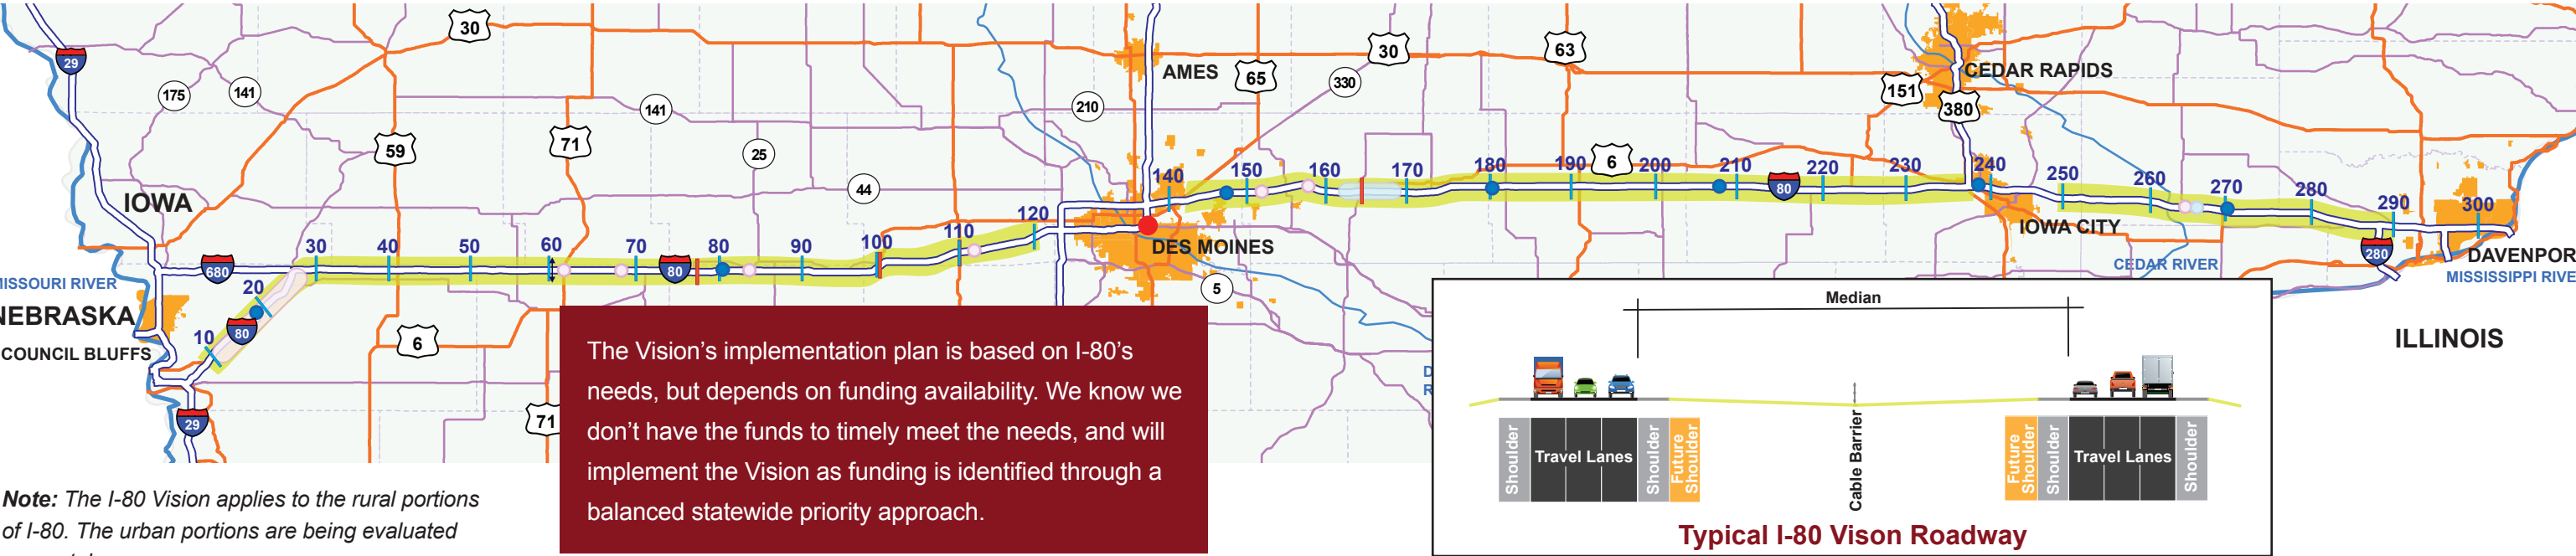 30
29
175
141
141
59
71
25
44
210
AMES
65
330
30
63
151
CEDAR RAPIDS
380
IOWA
680
MISSOURI RIVER
NEBRASKA
COUNCIL BLUFFS
10
20
80
29
30
40
50
60
70
80
80
90
100
110
120
6
71
DES MOINES
5
140
150
160
170
180
190
6
200
210
80
220
230
240
250
260
270
280
290
300
IOWA CITY
CEDAR RIVER
280
DAVENPOR
MISSISSIPPI RIVE
ILLINOIS
The Vision’s implementation plan is based on I-80’s
needs, but depends on funding availability. We know we
don’t have the funds to timely meet the needs, and will
implement the Vision as funding is identified through a
balanced statewide priority approach.
Note: The I-80 Vision applies to the rural portions
of I-80. The urban portions are being evaluated
D
R
Median
Shoulder
Travel Lanes
Shoulder
Future
Shoulder
Cable Barrier
Future
Shoulder
Shoulder
Travel Lanes
Shoulder
Typical I-80 Vison Roadway